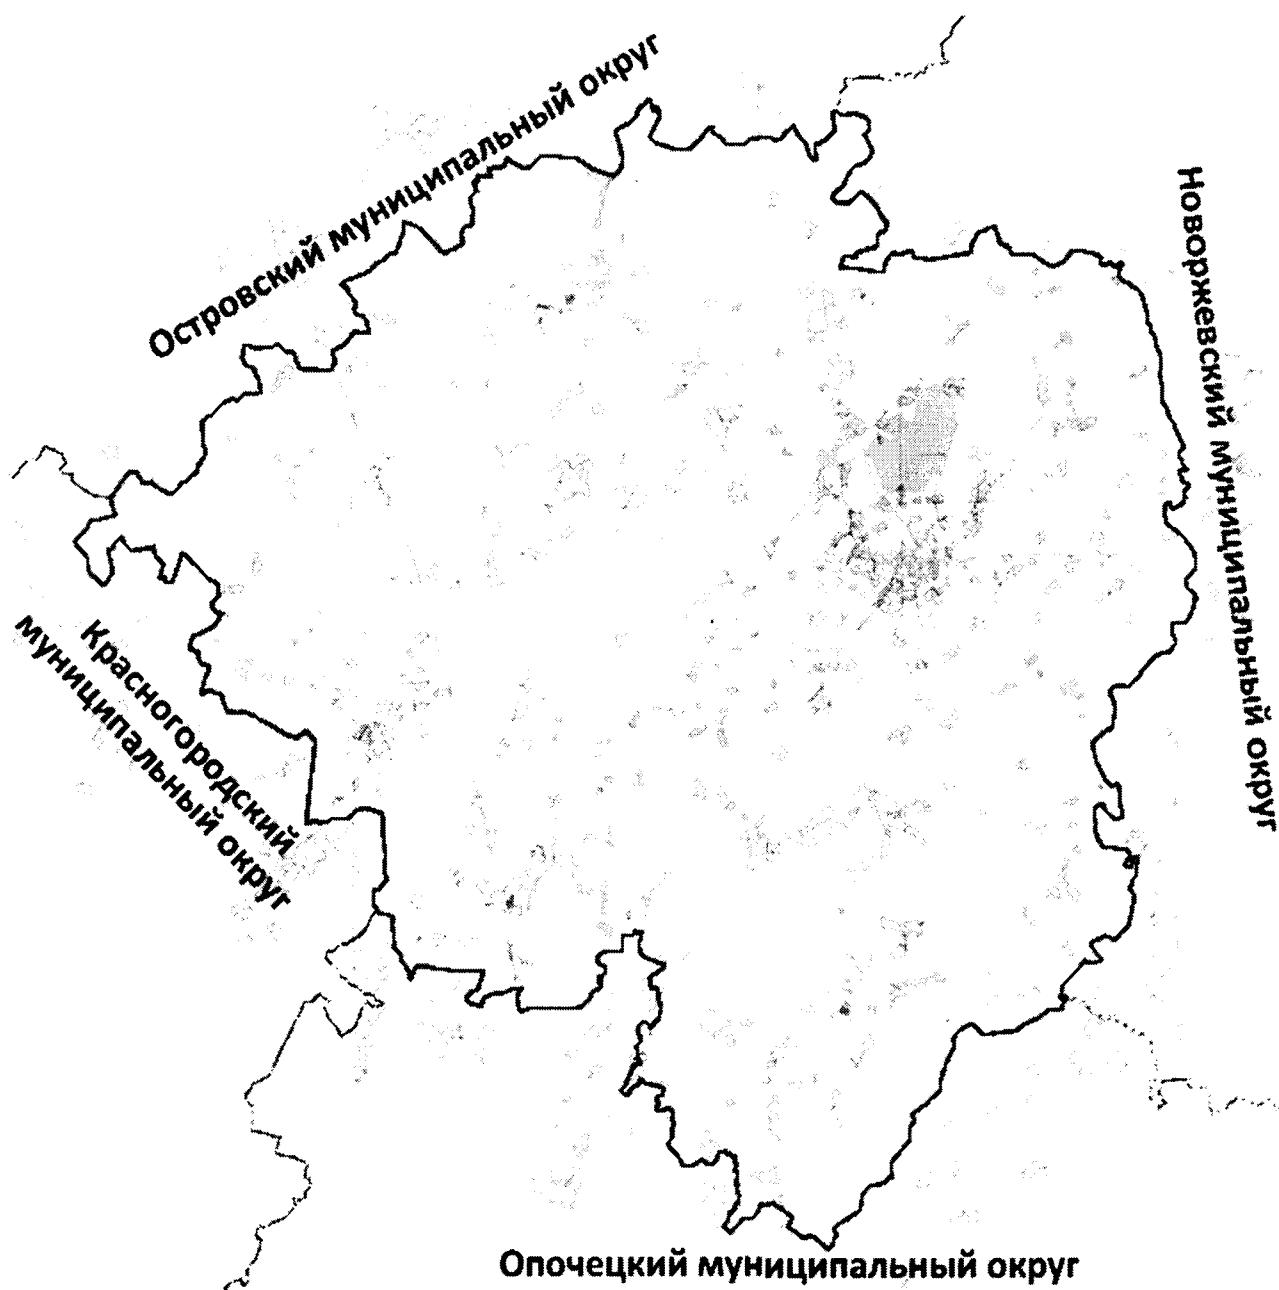 Островский муниципальный округ
Новоржевский муниципальный округ
Красногородский
муниципальный округ
Опочецкий муниципальный округ